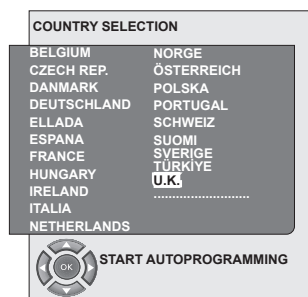 COUNTRY SELECTION
BELGIUM
CZECH REP.
DANMARK
DEUTSCHLAND
ELLADA
ESPANA
FRANCE
HUNGARY
IRELAND
ITALIA
NETHERLANDS
NORGE
ÖSTERREICH
POLSKA
PORTUGAL
SCHWEIZ
SUOMI
SVERIGE
TÜRKİYE
U.K.
...........................
OK
START AUTOPROGRAMMING